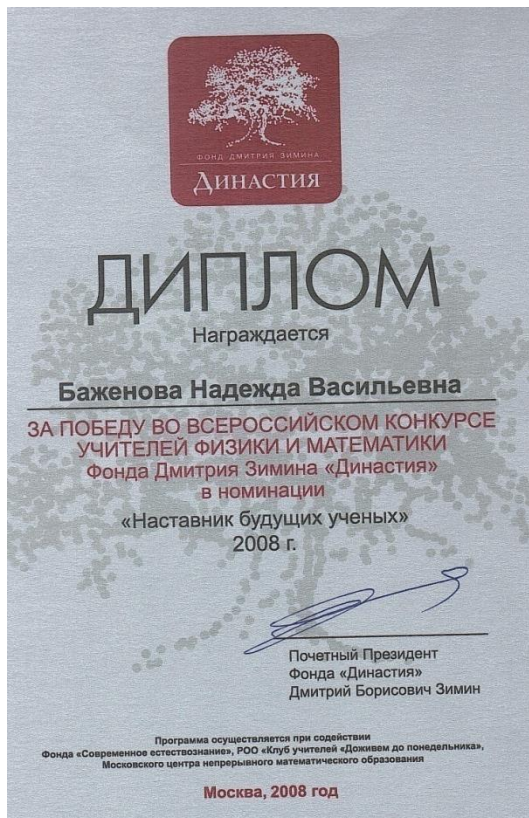 ФОНД ДМИТРИЯ ЗИМИНА
ДИНАСТИЯ
ДИПЛОМ
Награждается
Баженова Надежда Васильевна
ЗА ПОБЕДУ ВО ВСЕРОССИЙСКОМ КОНКУРСЕ
УЧИТЕЛЕЙ ФИЗИКИ И МАТЕМАТИКИ
Фонда Дмитрия Зимина «Династия»
в номинации
«Наставник будущих ученых»
2008 г.
Почетный Президент
Фонда «Династия»
Дмитрий Борисович Зимин
Программа осуществляется при содействии
Фонда «Современное естествознание», РОО «Клуб учителей «Доживем до понедельника»,
Московского центра непрерывного математического образования
Москва, 2008 год